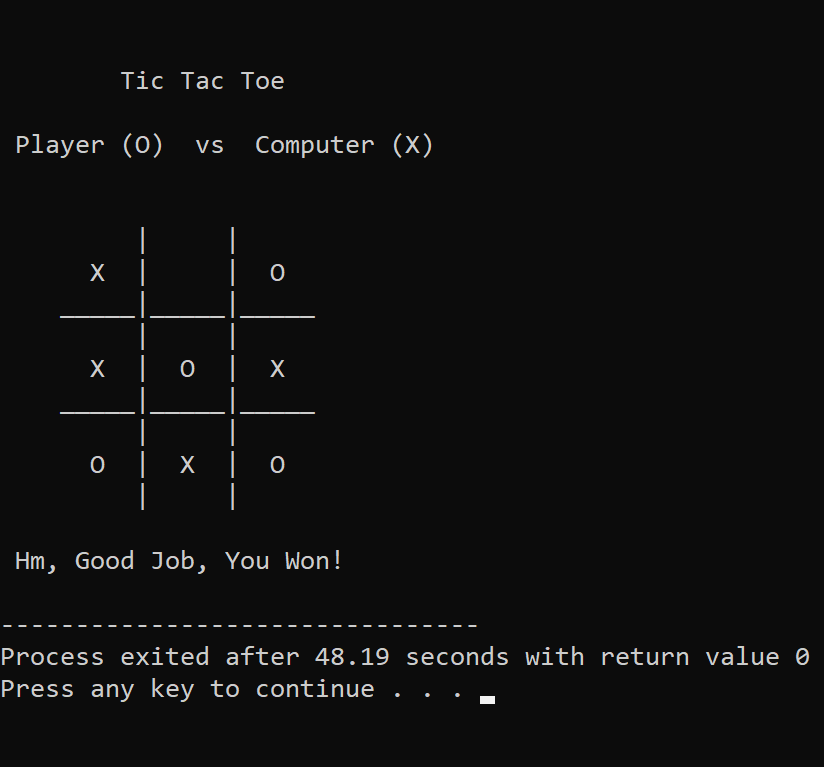 Tic Tac Toe
Player (O)  vs  Computer (X)
     |     |
  X  |     |  O
_____|_____|_____
     |     |
  X  |  O  |  X
_____|_____|_____
     |     |
  O  |  X  |  O
     |     |
Hm, Good Job, You Won!
--------------------------------
Process exited after 48.19 seconds with return value 0
Press any key to continue . . .